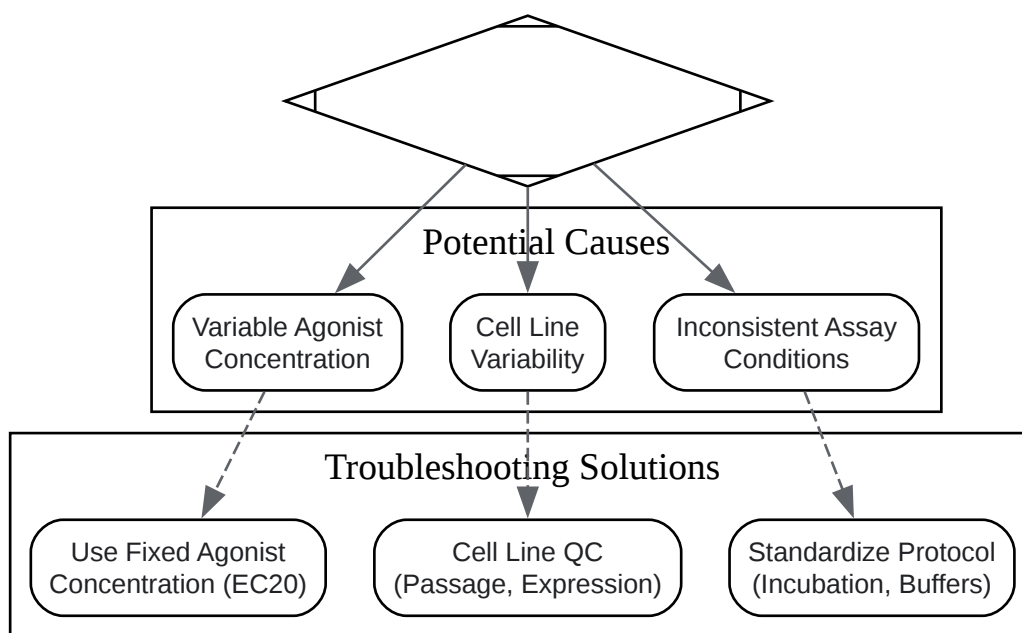 Potential Causes
Variable Agonist
Concentration
Cell Line
Variability
Inconsistent Assay
Conditions
Troubleshooting Solutions
Use Fixed Agonist
Concentration (EC20)
Cell Line QC
(Passage, Expression)
Standardize Protocol
(Incubation, Buffers)